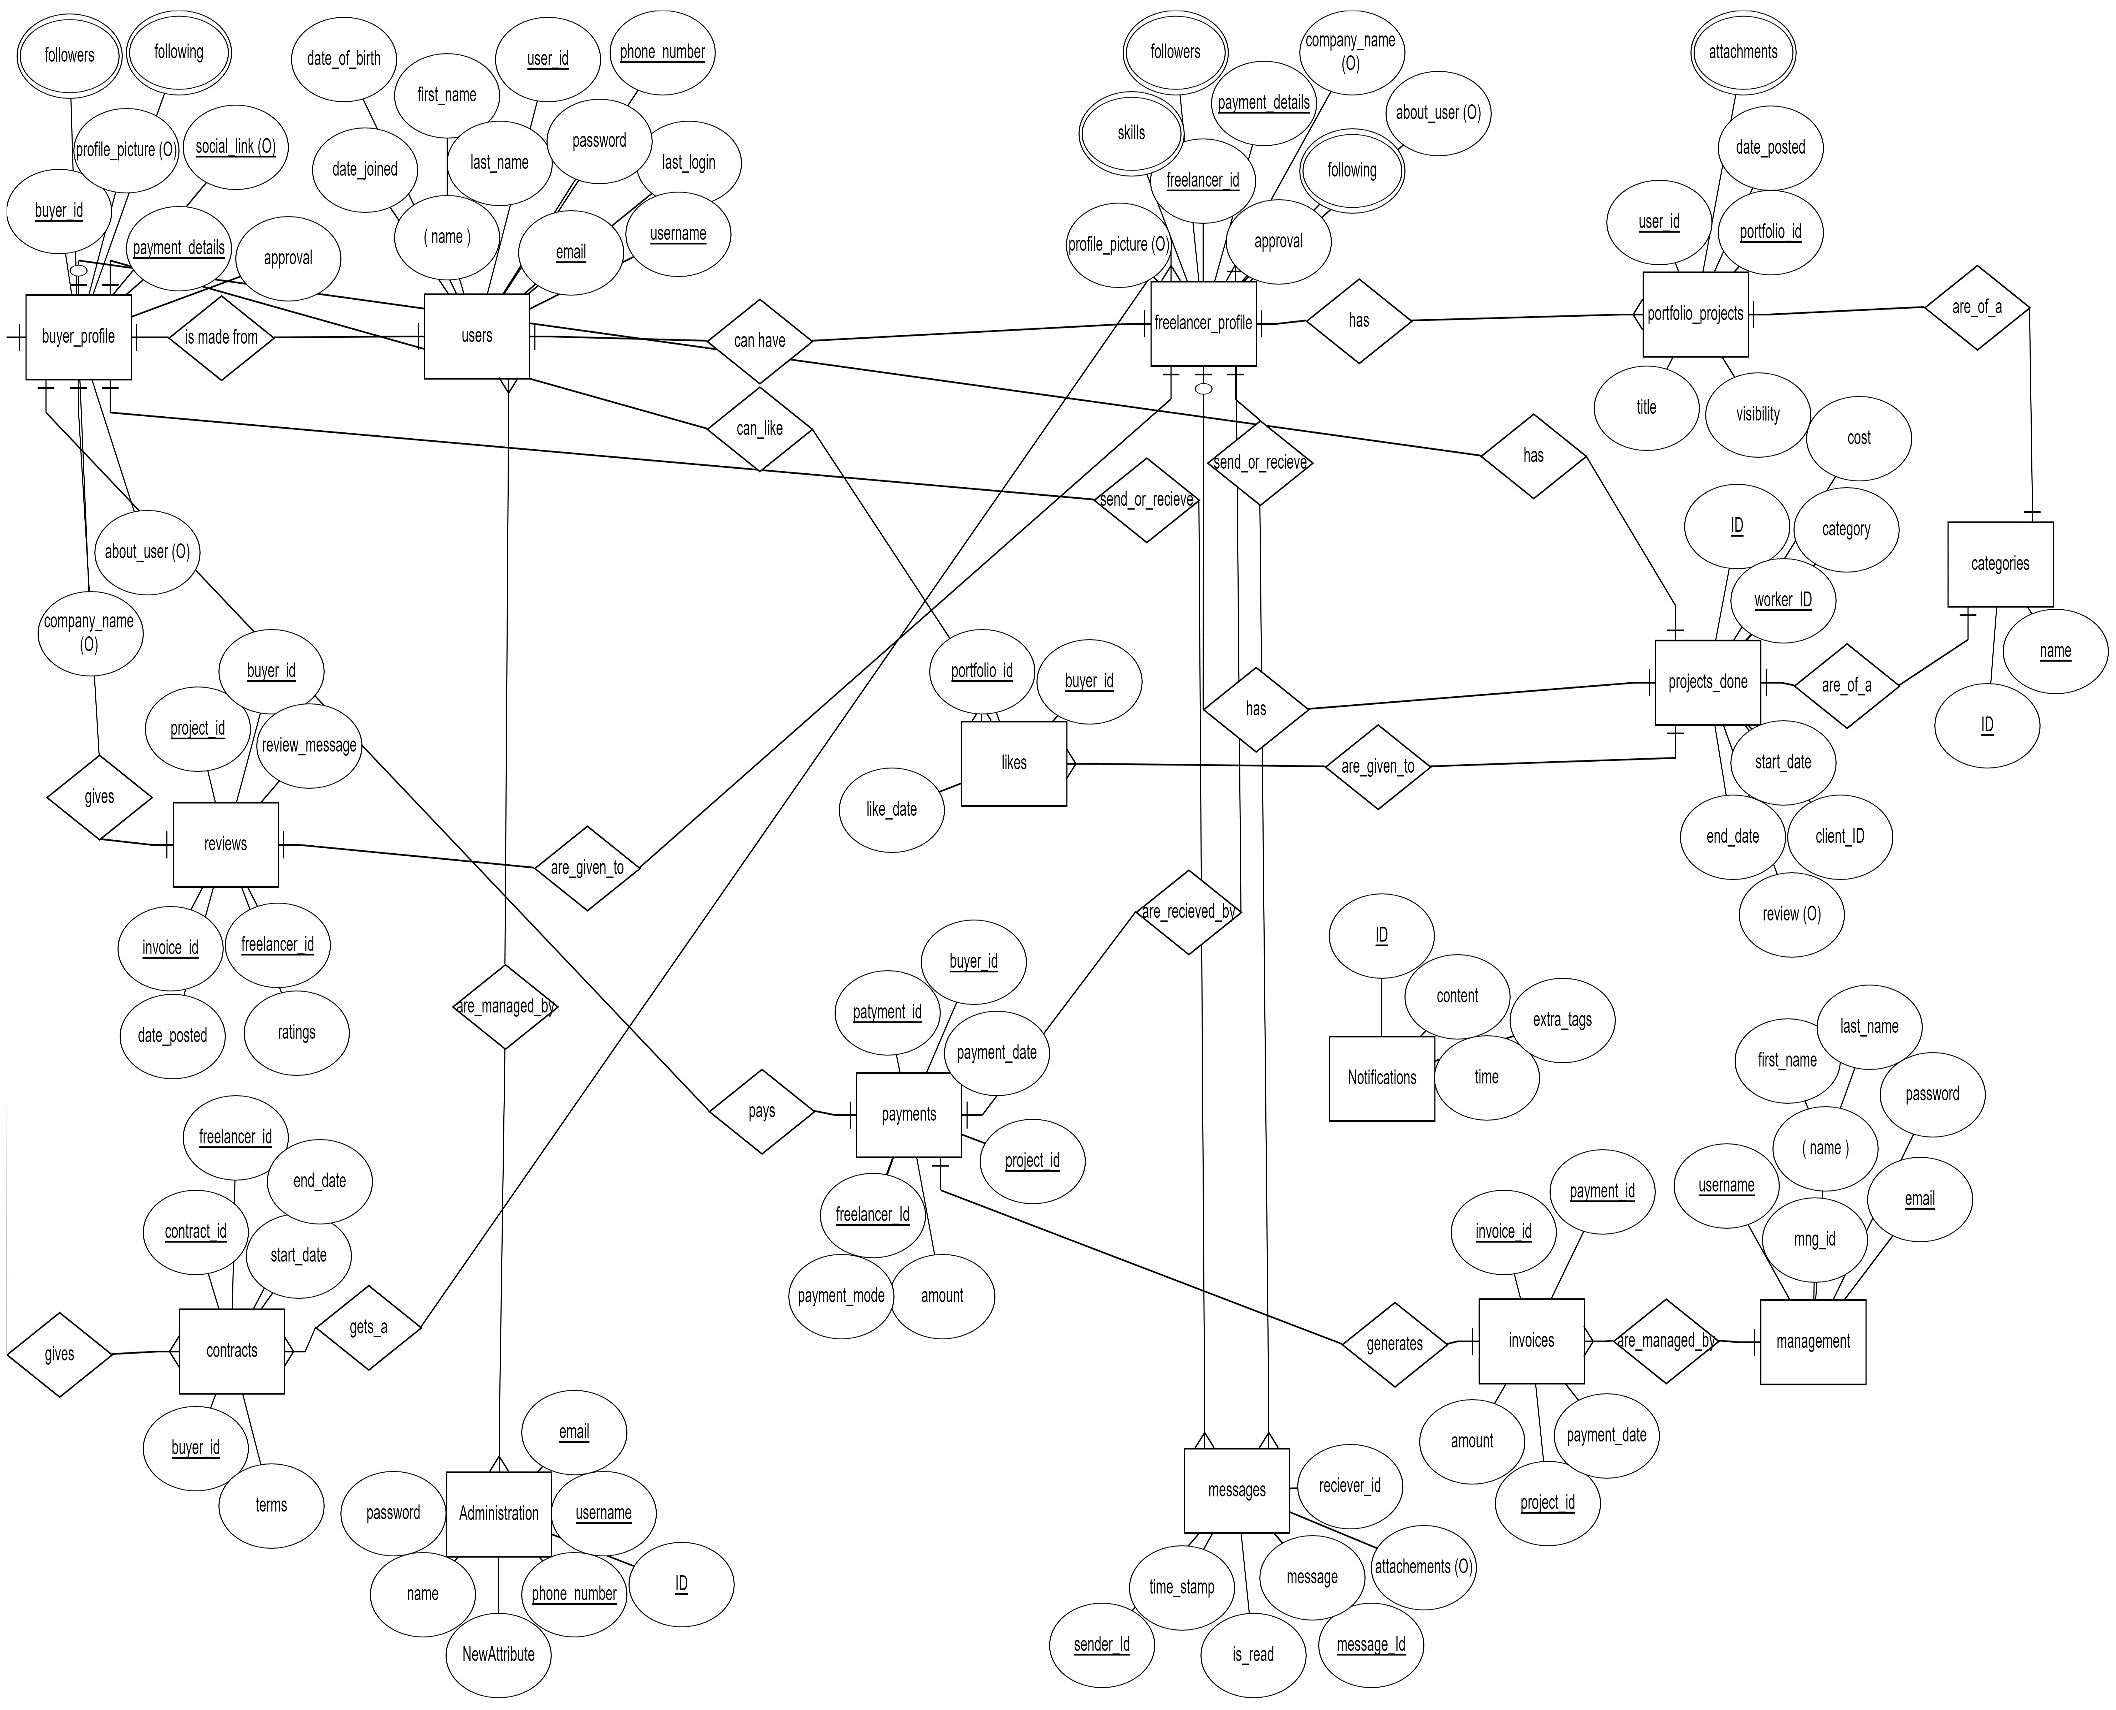 followers
following
date_of_birth
first_name
user_id
phone_number
profile_picture (O)
social_link (O)
date_joined
last_name
password
last_login
buyer_id
payment_details
approval
( name )
email
username
buyer_profile
is made from
users
can have
can_like
followers
company_name
(O)
payment_details
about_user (O)
skills
freelancer_id
following
profile_picture (O)
approval
freelancer_profile
has
attachments
date_posted
user_id
portfolio_id
portfolio_projects
are_of_a
title
visibility
send_or_recieve
send_or_recieve
has
cost
ID
category
worker_ID
categories
name
ID
projects_done
are_of_a
start_date
end_date
client_ID
review (O)
about_user (O)
company_name
(O)
buyer_id
project_id
review_message
gives
reviews
are_given_to
invoice_id
freelancer_id
date_posted
ratings
portfolio_id
buyer_id
likes
like_date
has
are_given_to
are_recieved_by
are_managed_by
buyer_id
patyment_id
payment_date
pays
payments
project_id
freelancer_Id
payment_mode
amount
ID
content
extra_tags
Notifications
time
last_name
first_name
password
( name )
username
email
mng_id
payment_id
invoice_id
generates
invoices
are_managed_by
management
amount
payment_date
project_id
freelancer_id
end_date
contract_id
start_date
gives
contracts
gets_a
buyer_id
terms
email
password
Administration
username
name
phone_number
ID
NewAttribute
messages
reciever_id
time_stamp
message
attachements (O)
sender_Id
is_read
message_Id